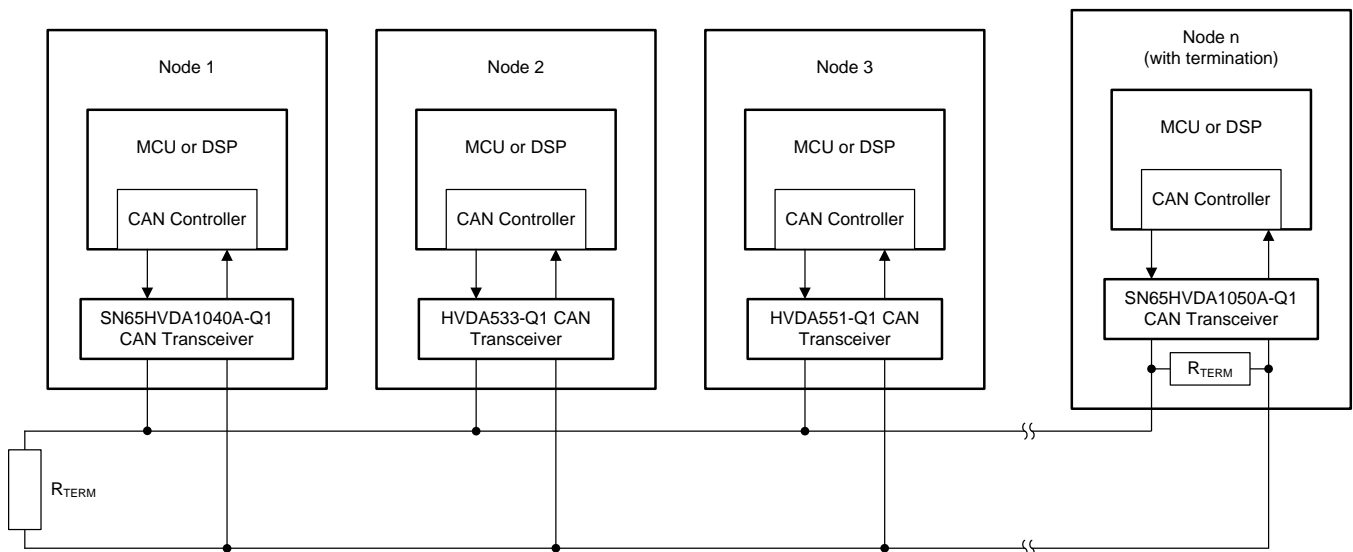 Node 1
MCU or DSP
CAN Controller
SN65HVDA1040A-Q1
CAN Transceiver
Node 2
MCU or DSP
CAN Controller
HVDA533-Q1 CAN
Transceiver
Node 3
MCU or DSP
CAN Controller
HVDA551-Q1 CAN
Transceiver
Node n
(with termination)
MCU or DSP
CAN Controller
SN65HVDA1050A-Q1
CAN Transceiver
RTERM
RTERM